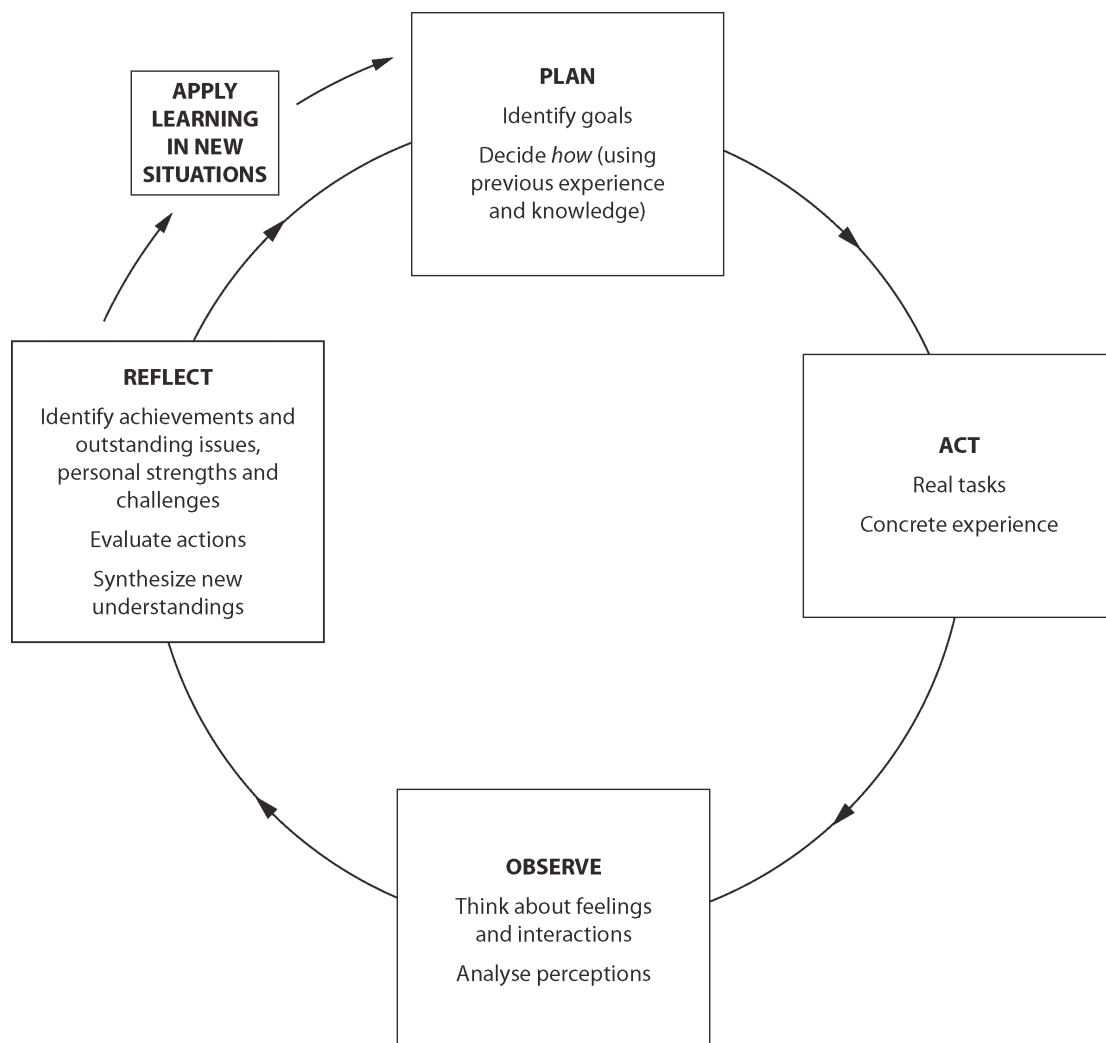 PLAN
Identify goals
Decide how (using
previous experience
and knowledge)
APPLY
LEARNING
IN NEW
SITUATIONS
REFLECT
Identify achievements and
outstanding issues,
personal strengths and
challenges
Evaluate actions
Synthesize new
understandings
ACT
Real tasks
Concrete experience
OBSERVE
Think about feelings
and interactions
Analyse perceptions